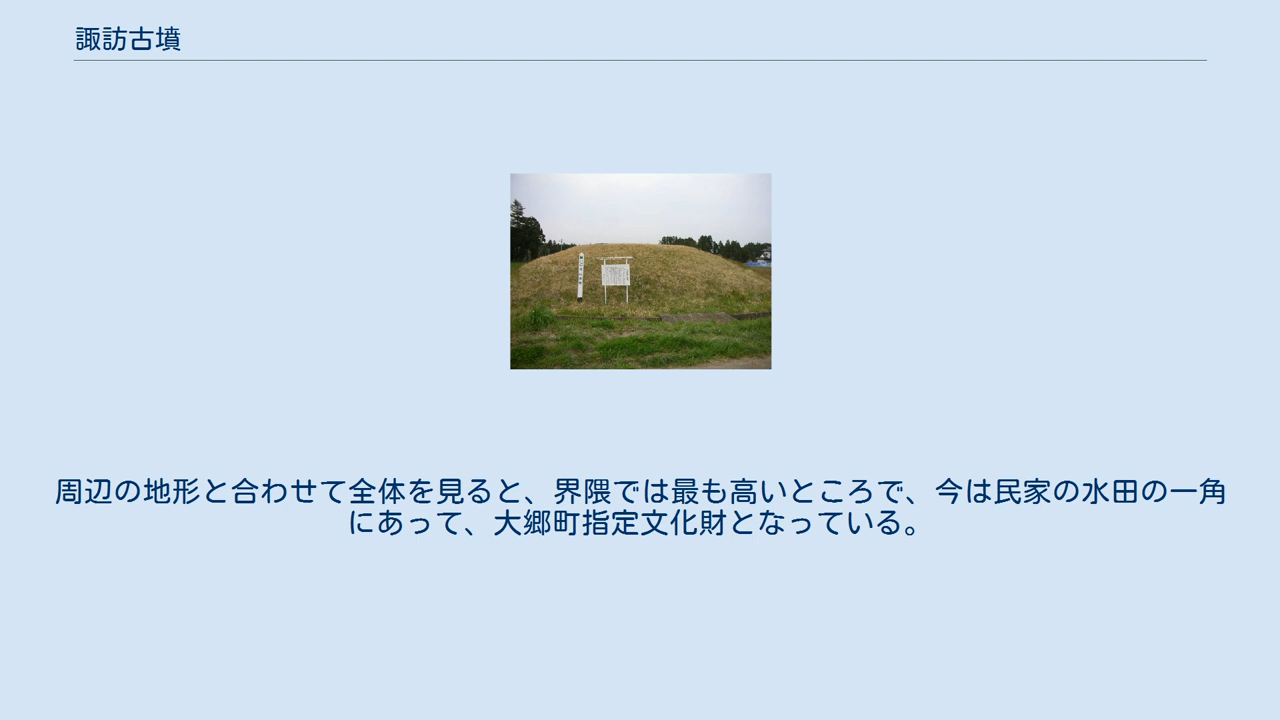 諏訪古墳
周辺の地形と合わせて全体を見ると、界隈では最も高いところで、今は民家の水田の一角
にあって、大郷町指定文化財となっている。